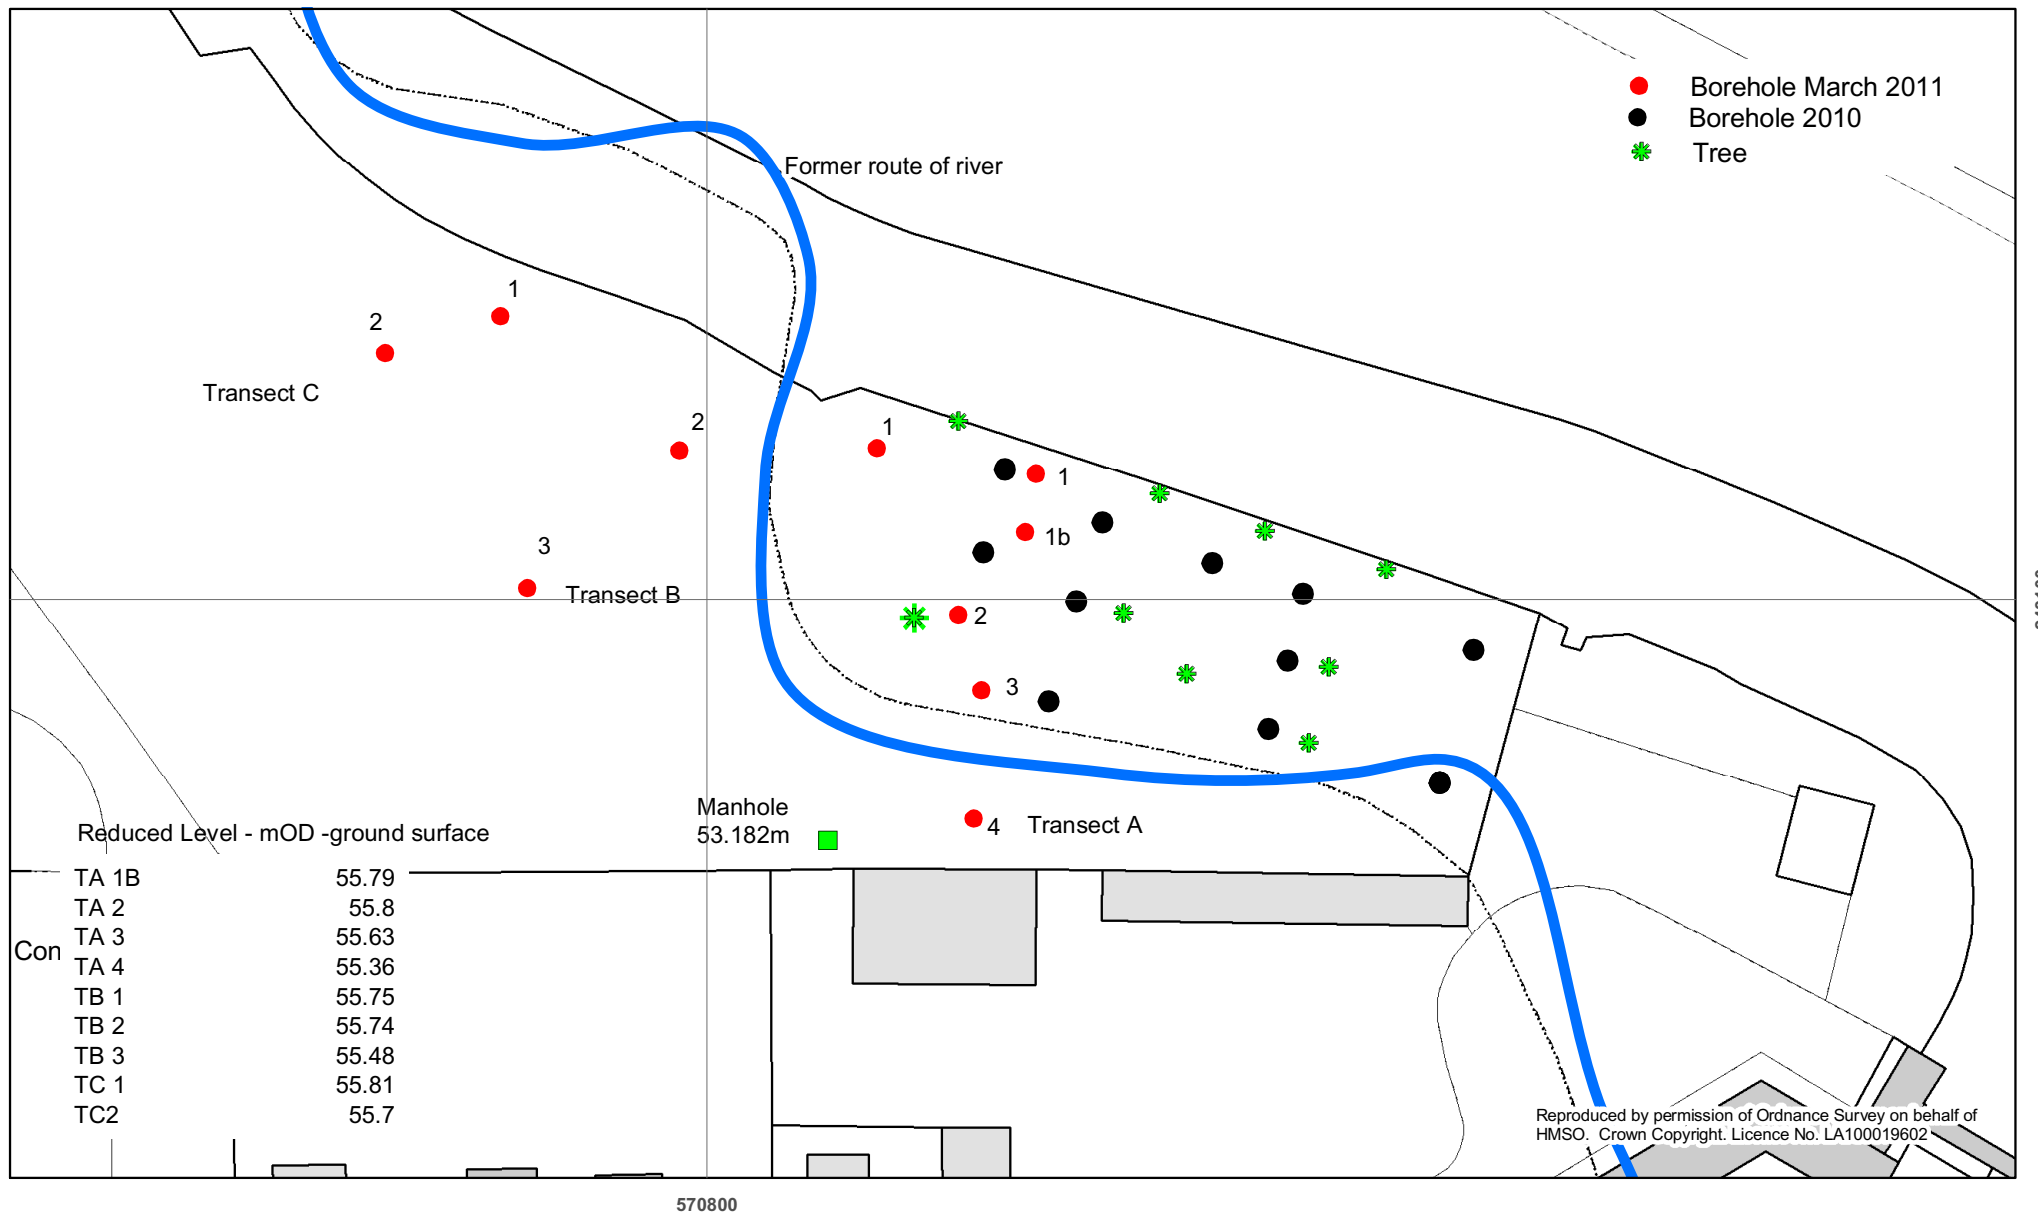 Borehole March 2011
Borehole 2010
Tree
Former route of river
1
2
Transect C
2
1
1
1b
3
Transect B
2
3
Manhole
53.182m
4
Transect A
Reduced Level - mOD -ground surface
TA 1B 55.79
TA 2 55.8
TA 3 55.63
TA 4 55.36
TB 1 55.75
TB 2 55.74
TB 3 55.48
TC 1 55.81
TC2 55.7
Con
Reproduced by permission of Ordnance Survey on behalf of
HMSO. Crown Copyright. Licence No. LA100019602
570800